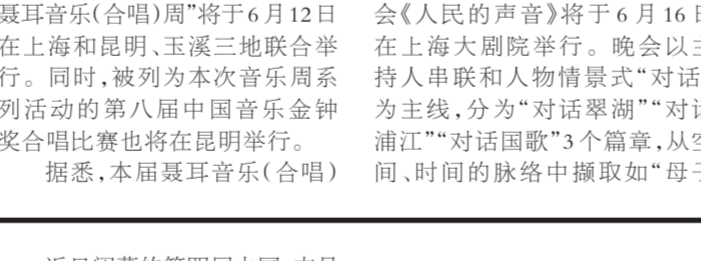 聂耳音乐(合唱)周”将于6月12日
在上海和昆明、玉溪三地联合举
行。同时,被列为本次音乐周系
列活动的第八届中国音乐金钟
奖合唱比赛也将在昆明举行。
据悉,本届聂耳音乐(合唱)
会《人民的声音》将于6月16日
在上海大剧院举行。晚会以主
持人串联和人物情景式“对话
为主线,分为“对话翠湖”“对话
浦江”“对话国歌”3个篇章,从空
间、时间的脉络中撷取如“母子